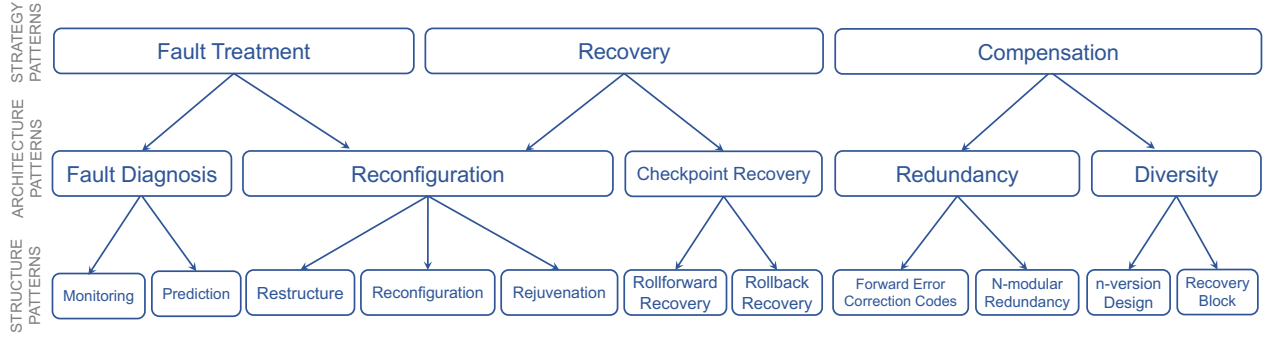 STRATEGY
PATTERNS
Fault Treatment
Recovery
Compensation
ARCHITECTURE
PATTERNS
Fault Diagnosis
Reconfiguration
Checkpoint Recovery
Redundancy
Diversity
STRUCTURE
PATTERNS
Monitoring
Prediction
Restructure
Reconfiguration
Rejuvenation
Rollforward
Recovery
Rollback
Recovery
Forward Error
Correction Codes
N-modular
Redundancy
n-version
Design
Recovery
Block